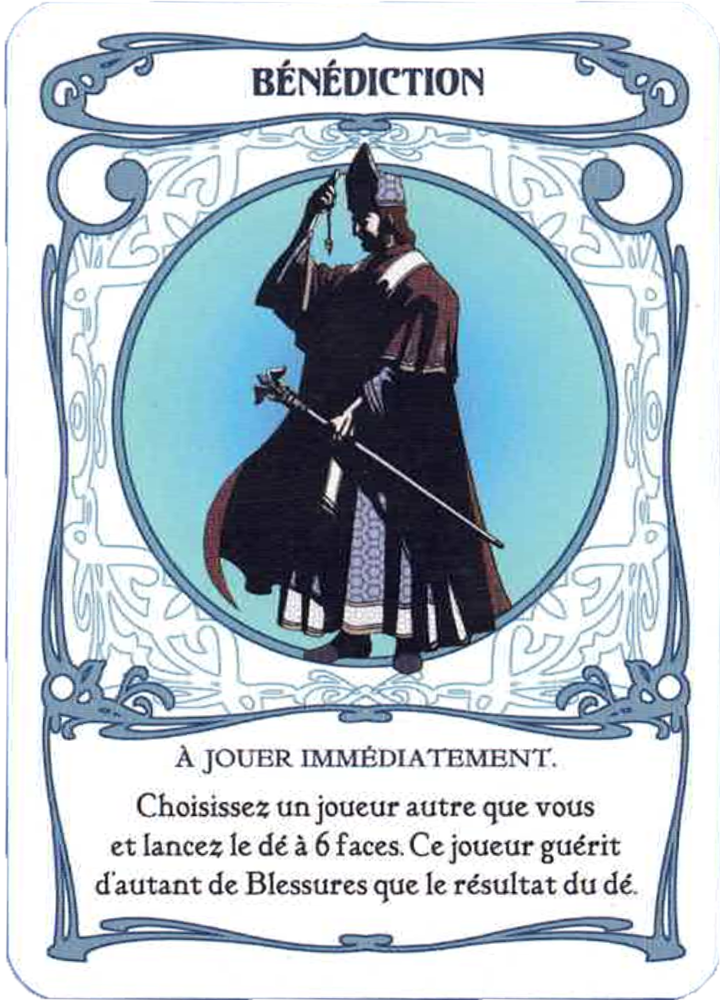 BÉNÉDICTION
À JOUER IMMÉDIATEMENT.
Choisissez un joueur autre que vous
et lancez le dé à 6 faces. Ce joueur guérit
d'autant de Blessures que le résultat du dé.